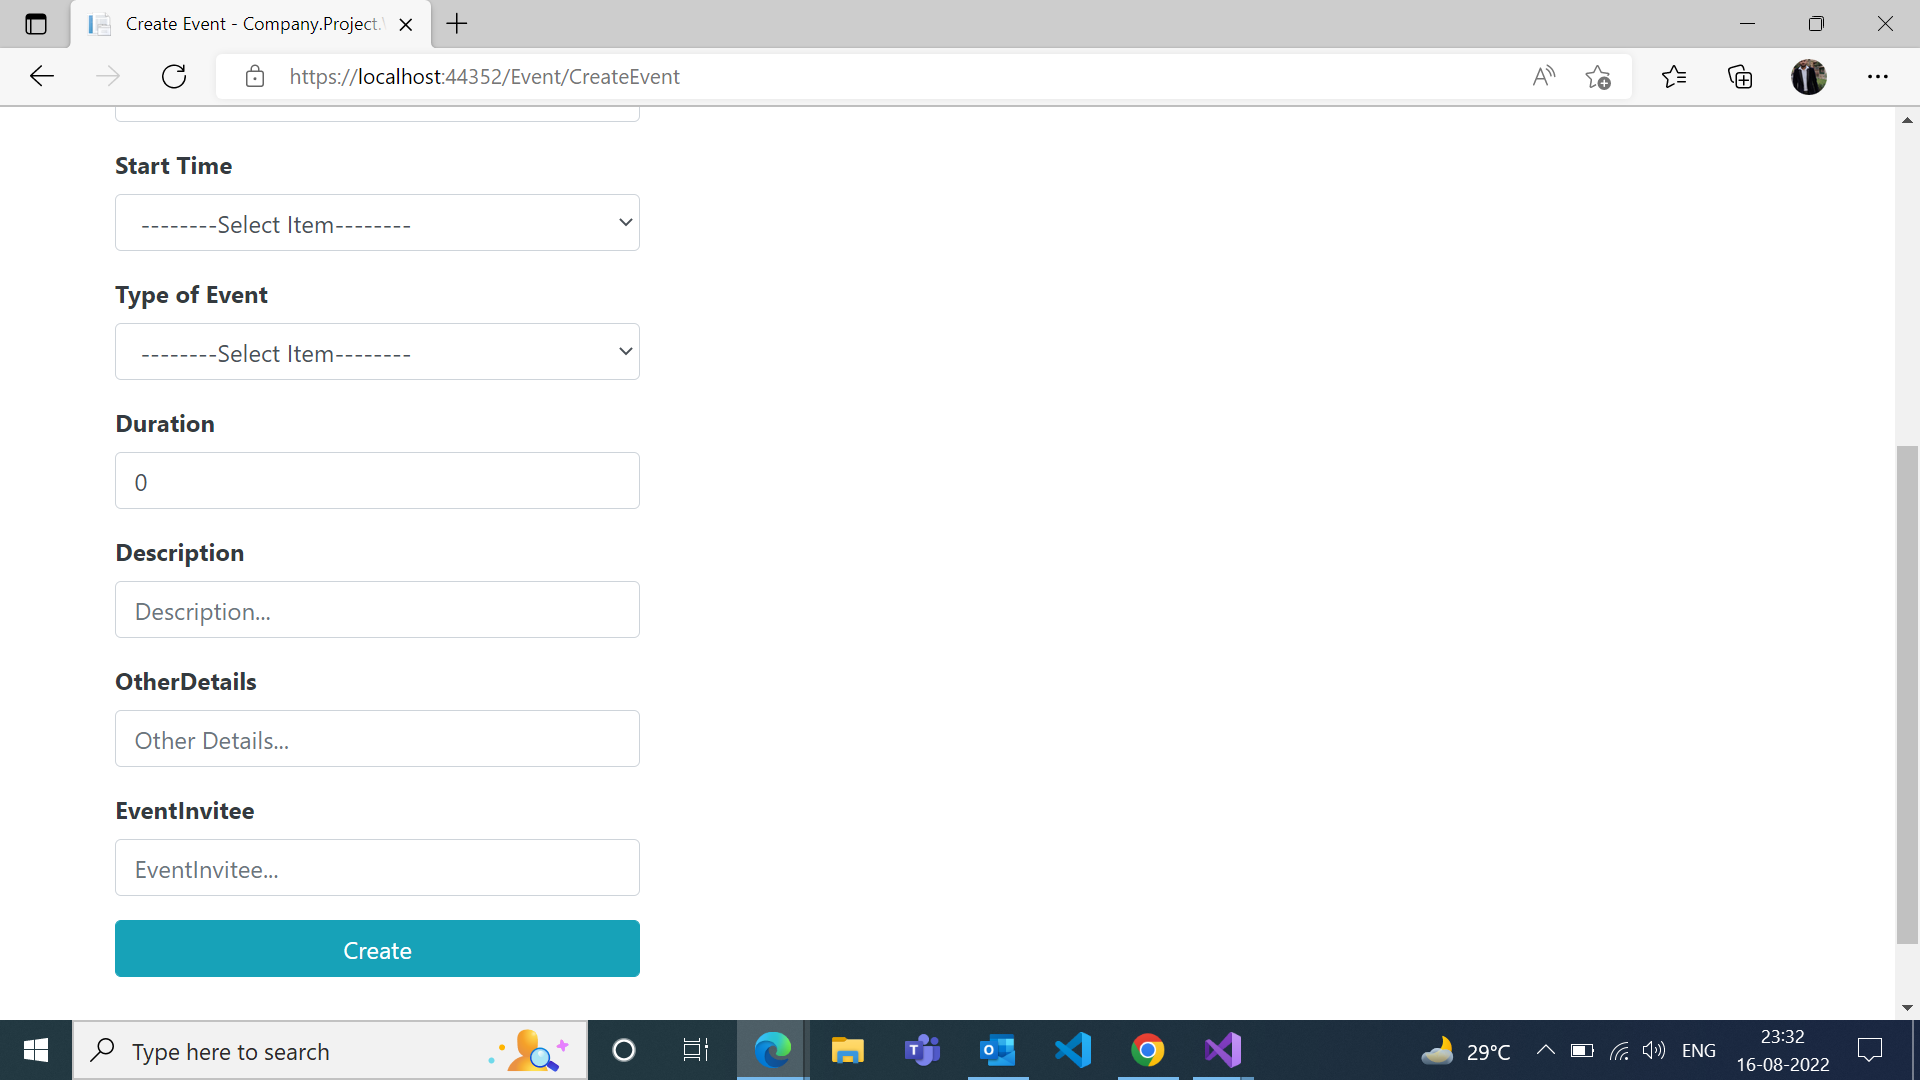 Create Event - Company.Project.
https://localhost:44352/Event/CreateEvent
Start Time
--------Select Item--------
Type of Event
--------Select Item--------
Duration
0
Description
Description...
OtherDetails
Other Details...
EventInvitee
EventInvitee...
Create
Type here to search
29°C
ENG
23:32
16-08-2022